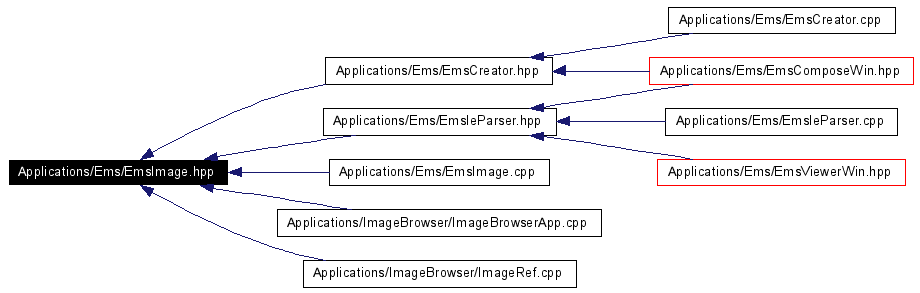 Applications/Ems/EmsCreator.cpp
Applications/Ems/EmsCreator.hpp
Applications/Ems/EmsComposeWin.hpp
Applications/Ems/EmsleParser.hpp
Applications/Ems/EmsleParser.cpp
Applications/Ems/EmsImage.hpp
Applications/Ems/EmsImage.cpp
Applications/Ems/EmsViewerWin.hpp
Applications/ImageBrowser/ImageBrowserApp.cpp
Applications/ImageBrowser/ImageRef.cpp